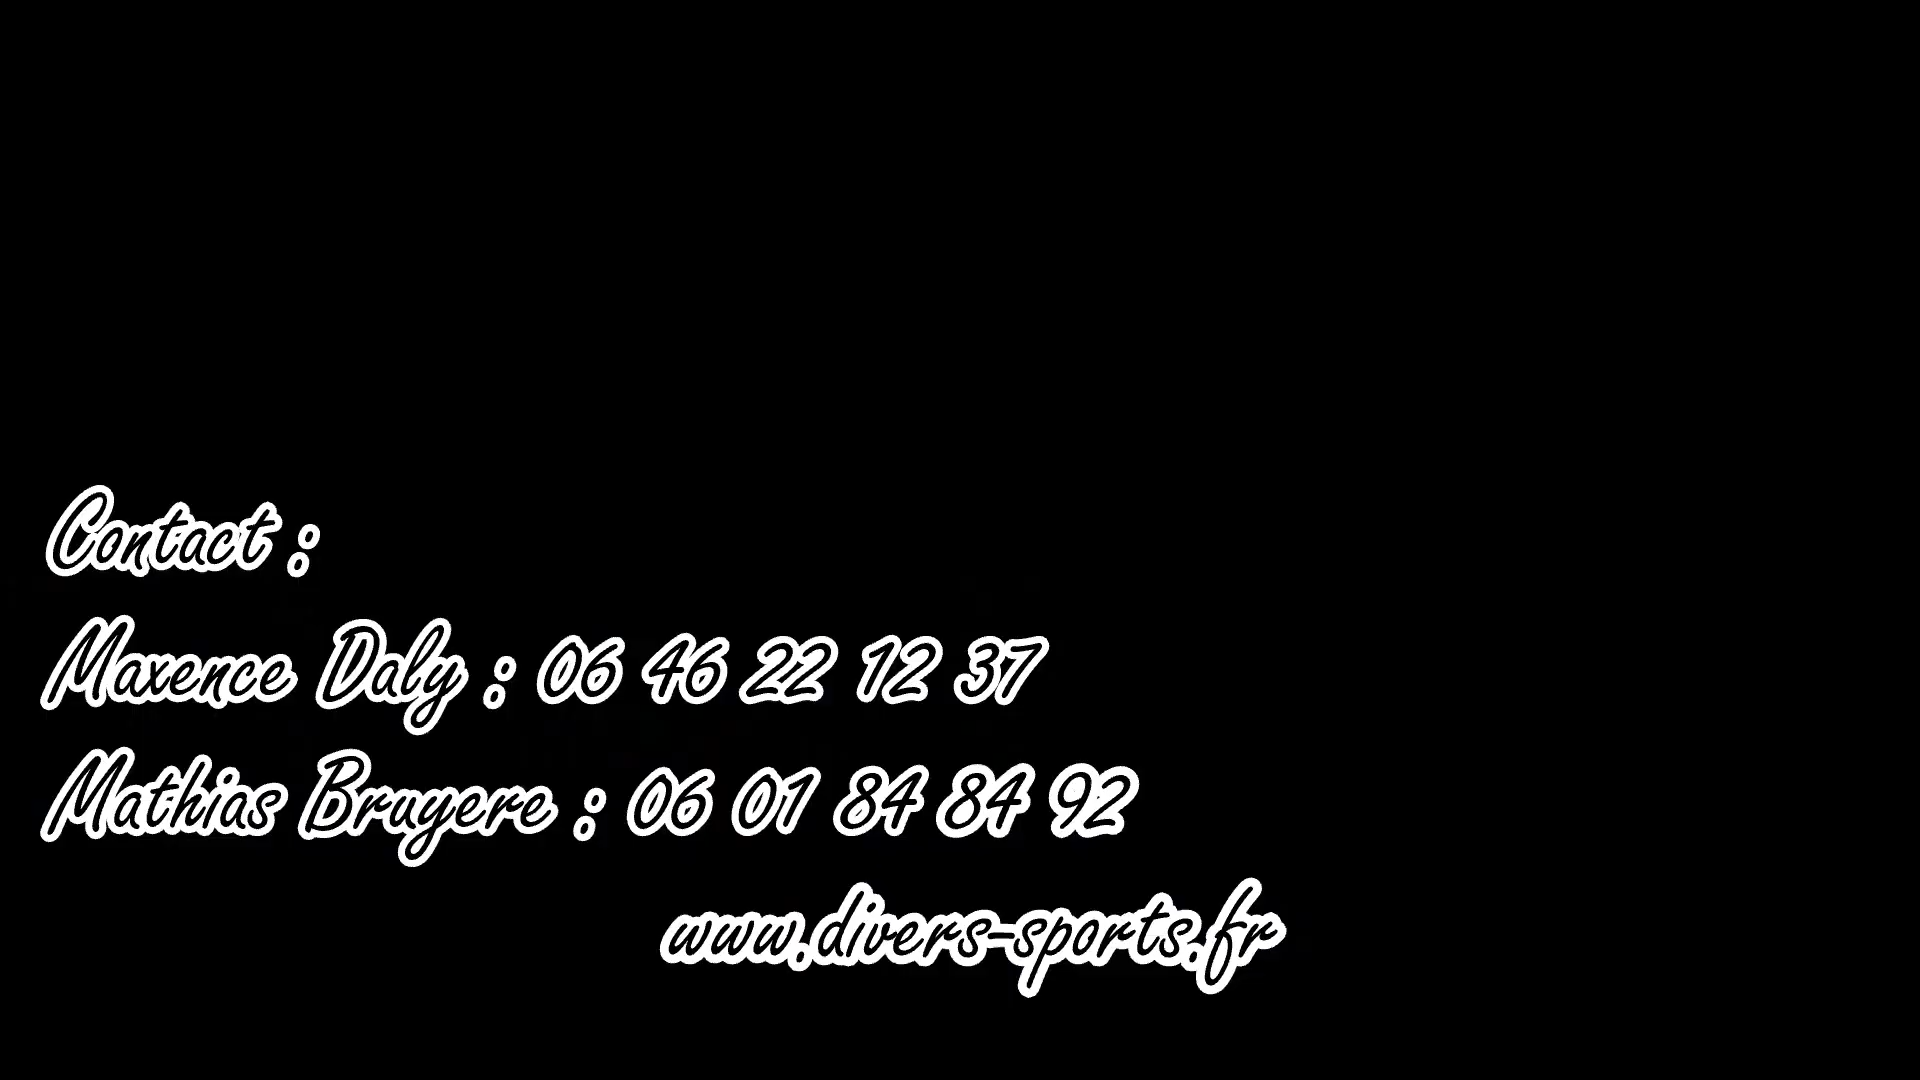 Contact :
Maxence Daly : 06 46 22 12 37
Mathias Bruyere : 06 01 84 84 92
www.divers-sports.fr